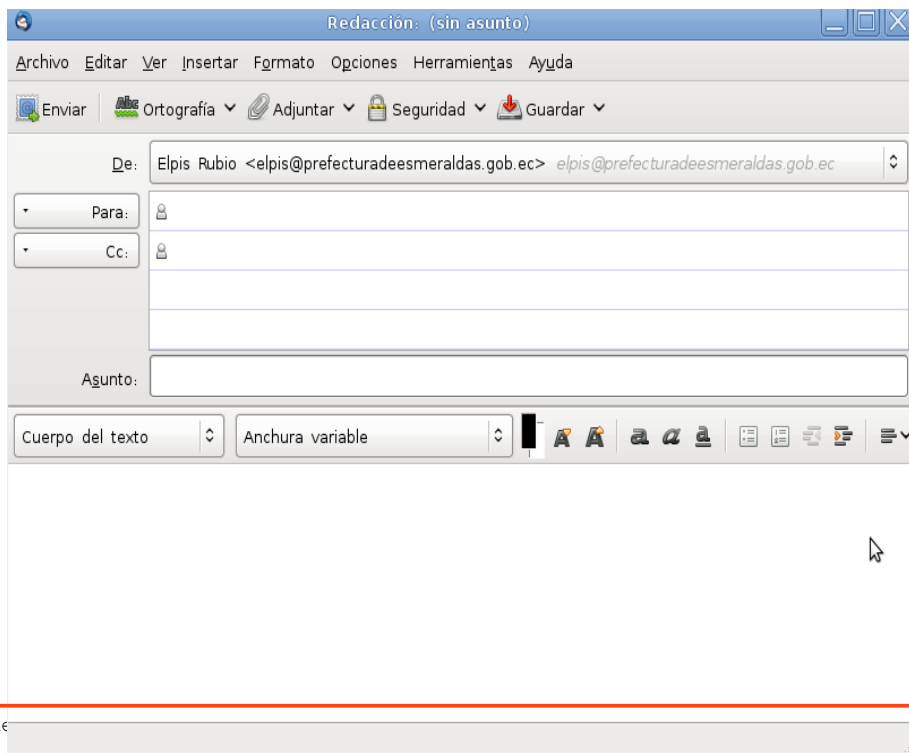 Redacción: (sin asunto)
Archivo Editar Ver Insertar Formato Opciones Herramientas Ayuda
Enviar Abc Ortografía Adjuntar Seguridad Guardar
De: Elpis Rubio <elpis@prefecturadeesmeraldas.gob.ec> elpis@prefecturadeesmeraldas.gob.ec
Para:
Cc:
Asunto:
Cuerpo del texto Anchura variable A A a a a